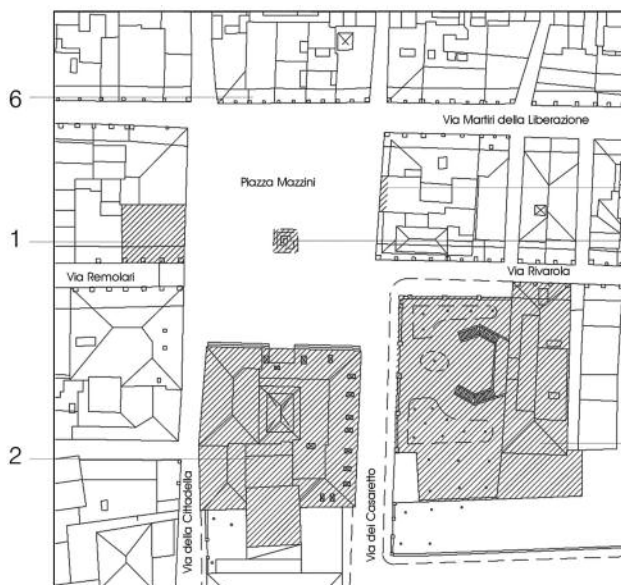 6
Via Martiri della Liberazione
Piazza Mazzini
1
Via Remolari
Via Rivarola
2
Via della Cittadella
Via del Casaretto